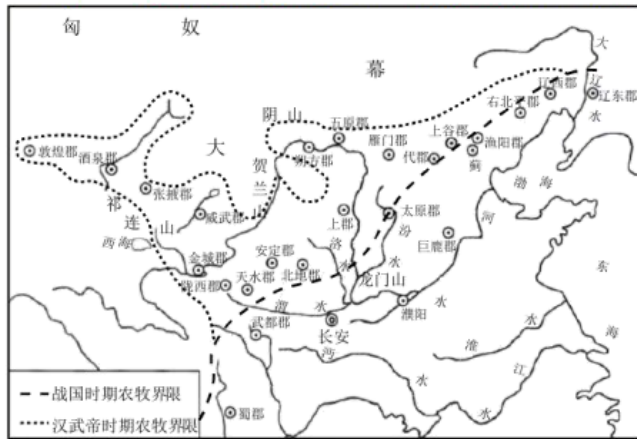 匈 奴
幕
大
辽
水
辽西郡
辽东郡
右北平郡
阴 山
五原郡
上谷郡
渔阳郡
雁门郡
代郡
蓟
朔方郡
渤 海
敦煌郡
酒泉郡
大
贺
兰
山
张掖郡
祁
连
山
威武郡
上郡
太原郡
汾
水
河
巨鹿郡
西海
金城郡
安定郡
洛
水
东
海
陇西郡
天水郡
北地郡
龙门山
渭 水
濮阳
水
武都郡
长安
沔
水
淮
水
江
水
蜀郡
战国时期农牧界限
汉武帝时期农牧界限